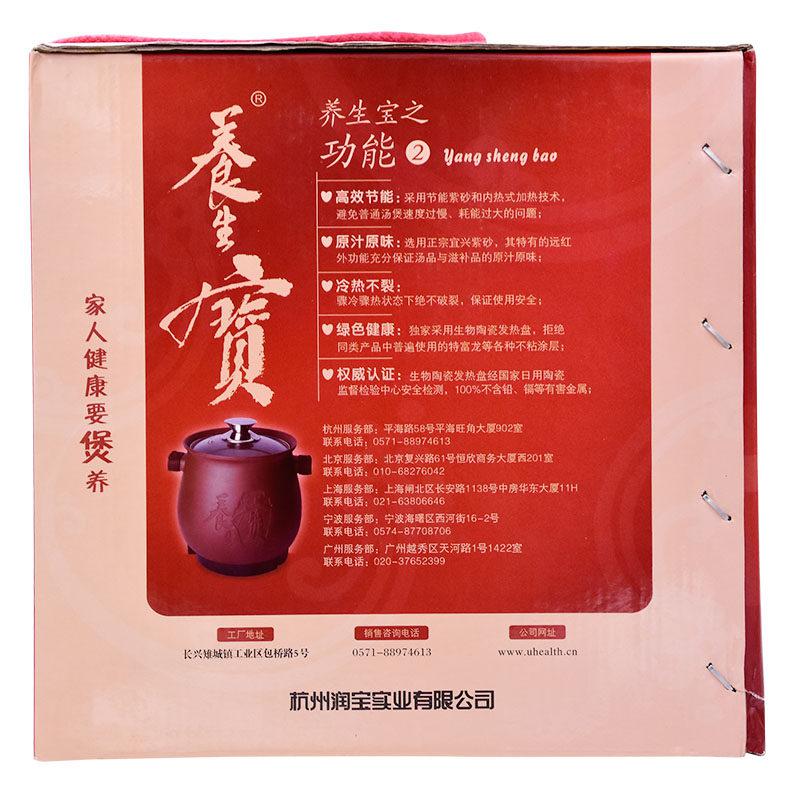 養生寶®
家人健康要煲养
养生宝之
功能 2 Yang sheng bao
高效节能：采用节能紫砂和内热式加热技术，
避免普通汤煲速度过慢、耗能过大的问题；
原汁原味：选用正宗宜兴紫砂，其特有的远红
外功能充分保证汤品与滋补品的原汁原味；
冷热不裂：
骤冷骤热状态下绝不破裂，保证使用安全；
绿色健康：独家采用生物陶瓷发热盘，拒绝
同类产品中普遍使用的特富龙等各种不粘涂层；
权威认证：生物陶瓷发热盘经国家日用陶瓷
监督检验中心安全检测，100%不含铅、镉等有害金属；
杭州服务部：平海路58号平海旺角大厦902室
联系电话：0571-88974613
北京服务部：北京复兴路61号恒欣商务大厦西201室
联系电话：010-68276042
上海服务部：上海闸北区长安路1138号中房华东大厦11H
联系电话：021-63806646
宁波服务部：宁波海曙区西河街16-2号
联系电话：0574-87708706
广州服务部：广州越秀区天河路1号1422室
联系电话：020-37652399
養生寶
工厂地址 销售咨询电话 公司网址
长兴雉城镇工业区包桥路5号 0571-88974613 www.uhealth.cn
杭州润宝实业有限公司